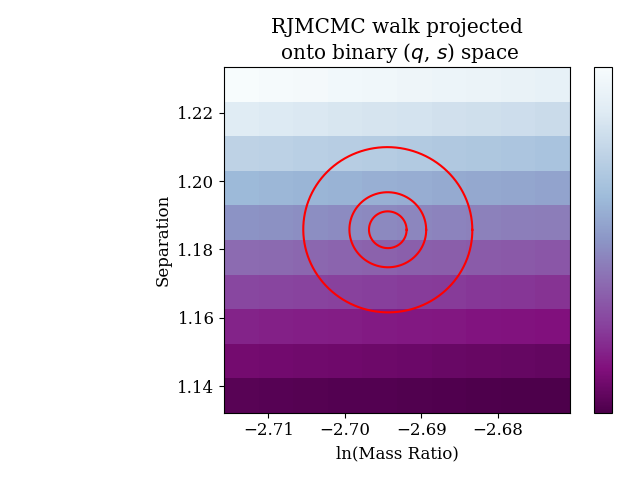 RJMCMC walk projected
onto binary (q, s) space
1.22
1.20
1.18
1.16
1.14
Separation
−2.71 −2.70 −2.69 −2.68
ln(Mass Ratio)